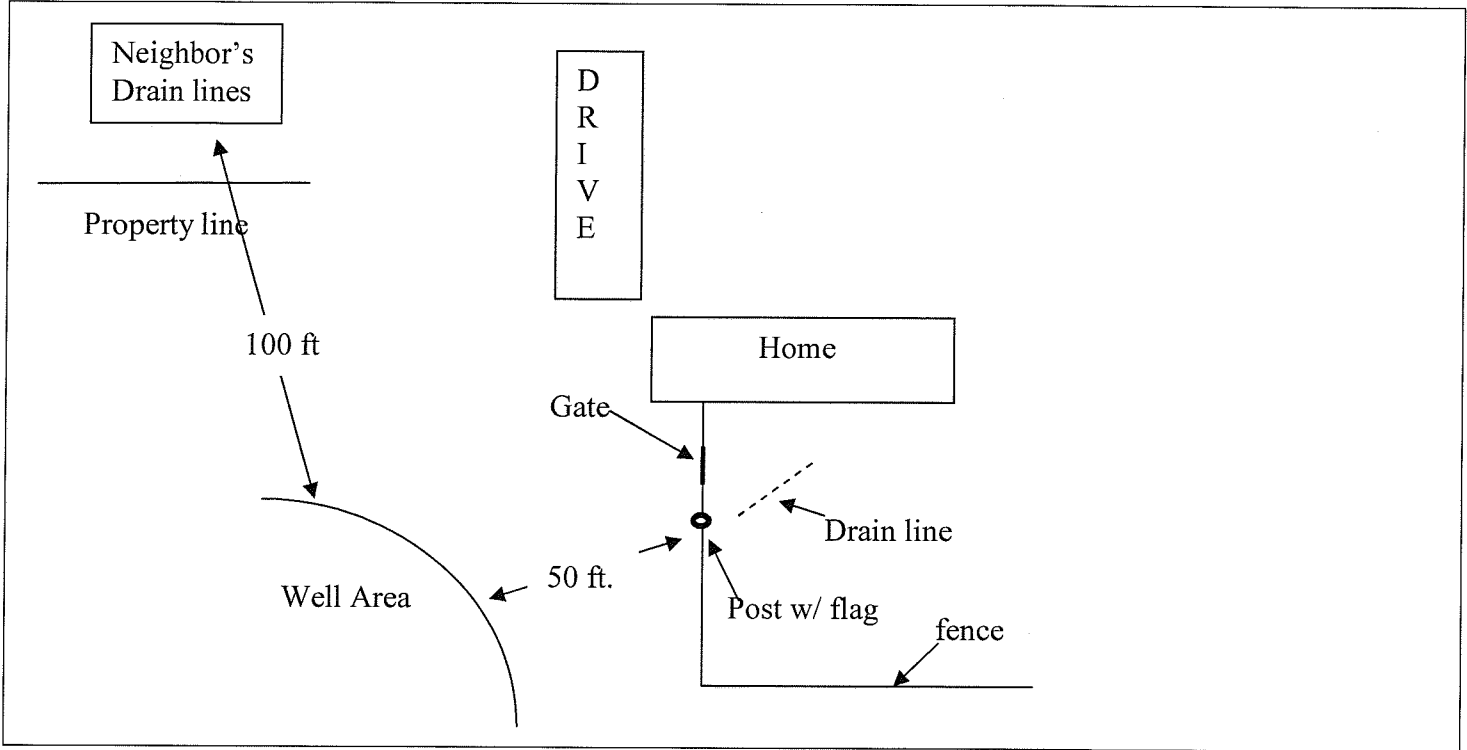 Neighbor's
Drain lines
D
R
I
V
E
Property line
100 ft
Home
Gate
Drain line
50 ft.
Well Area
Post w/ flag
fence